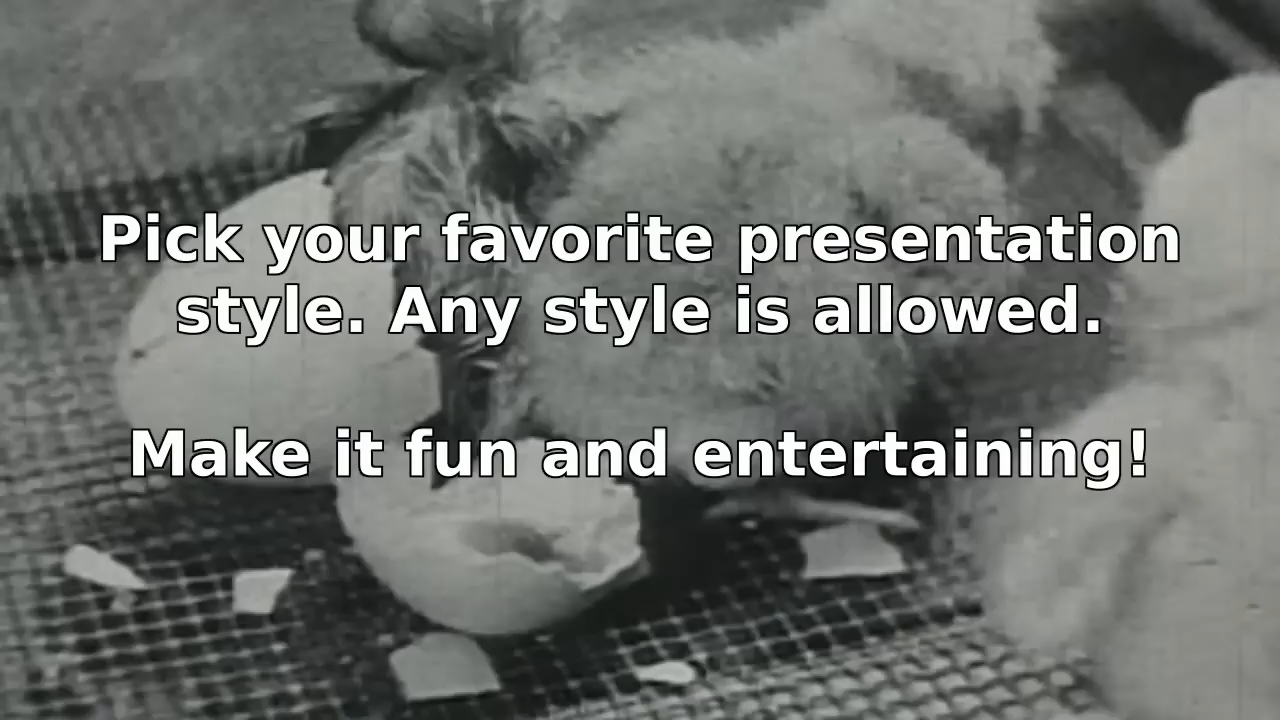 Pick your favorite presentation
style. Any style is allowed.
Make it fun and entertaining!